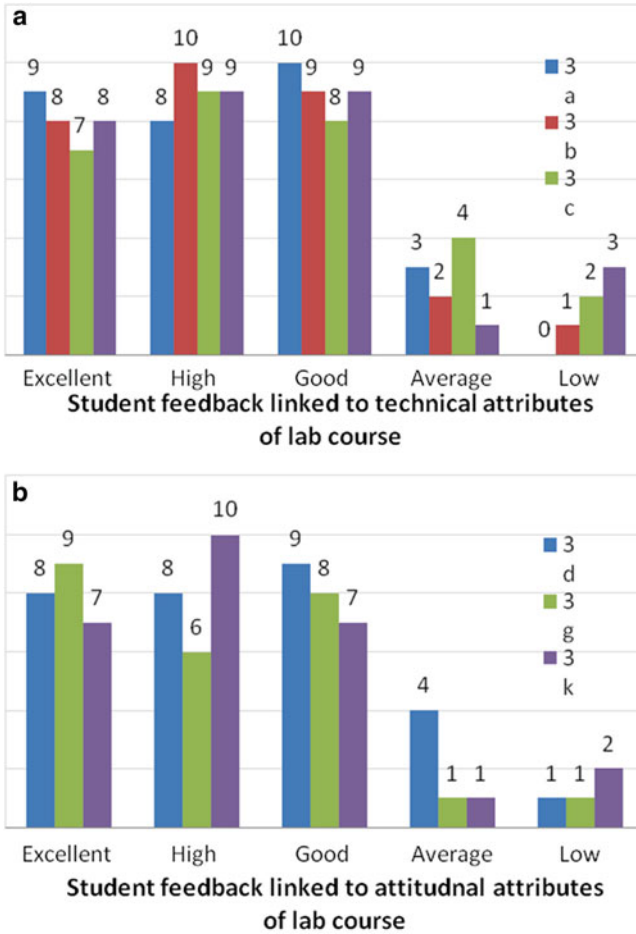 a
9 8 7 8
8 10 9 9
10 9 8 9
3 2 4 1
0 1 2 3
3
a
3
b
3
c
Excellent High Good Average Low
Student feedback linked to technical attributes
of lab course
b
8 9 7
8 6 10
9 8 7
4 1 1
1 1 2
3
d
3
g
3
k
Excellent High Good Average Low
Student feedback linked to attitudnal attributes
of lab course